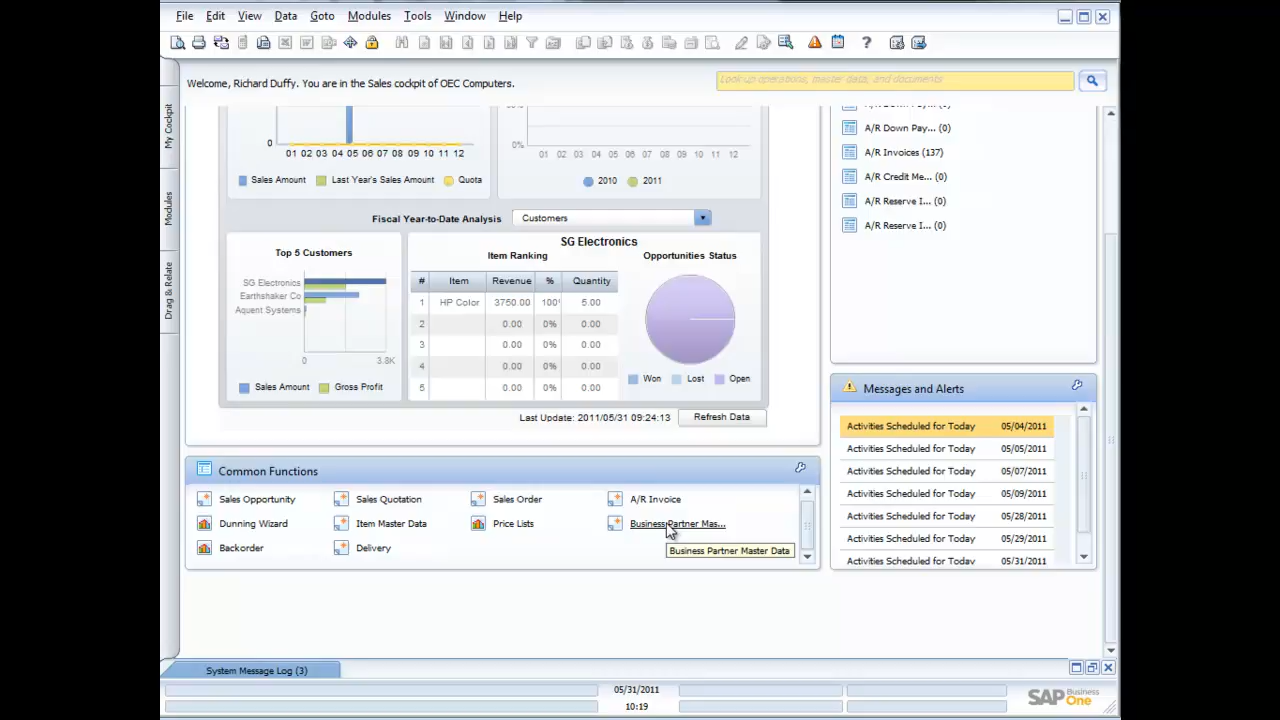 File Edit View Data Goto Modules Tools Window Help
Welcome, Richard Duffy. You are in the Sales cockpit of OEC Computers.
Look up operations, master data, and documents
My Cockpit
Modules
Drag & Relate
0
01 02 03 04 05 06 07 08 09 10 11 12
Sales Amount Last Year's Sales Amount Quota
0%
01 02 03 04 05 06 07 08 09 10 11 12
2010 2011
Fiscal Year-to-Date Analysis Customers
Top 5 Customers
SG Electronics
Earthshaker Co
Aquent Systems
0 3.8K
Sales Amount Gross Profit
SG Electronics
Item Ranking
# Item Revenue % Quantity
1 HP Color 3750.00 100% 5.00
2 0.00 0% 0.00
3 0.00 0% 0.00
4 0.00 0% 0.00
5 0.00 0% 0.00
Opportunities Status
Won Lost Open
Last Update: 2011/05/31 09:24:13 Refresh Data
A/R Down Pay... (0)
A/R Invoices (137)
A/R Credit Me... (0)
A/R Reserve I... (0)
A/R Reserve I... (0)
Messages and Alerts
Activities Scheduled for Today 05/04/2011
Activities Scheduled for Today 05/05/2011
Activities Scheduled for Today 05/07/2011
Activities Scheduled for Today 05/09/2011
Activities Scheduled for Today 05/28/2011
Activities Scheduled for Today 05/29/2011
Activities Scheduled for Today 05/31/2011
Common Functions
Sales Opportunity Sales Quotation Sales Order A/R Invoice
Dunning Wizard Item Master Data Price Lists Business Partner Mas...
Backorder Delivery
Business Partner Master Data
System Message Log (3)
05/31/2011
10:19
SAP Business One